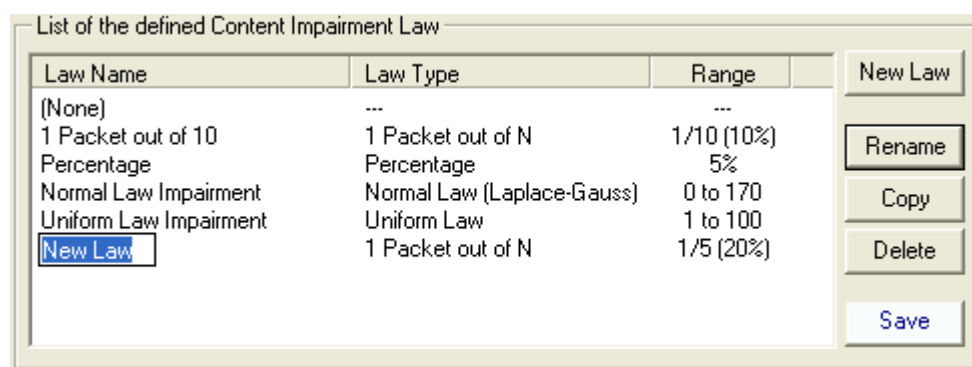 List of the defined Content Impairment Law
Law Name Law Type Range
(None) --- ---
1 Packet out of 10 1 Packet out of N 1/10 (10%)
Percentage Percentage 5%
Normal Law Impairment Normal Law (Laplace-Gauss) 0 to 170
Uniform Law Impairment Uniform Law 1 to 100
New Law 1 Packet out of N 1/5 (20%)
New Law
Rename
Copy
Delete
Save